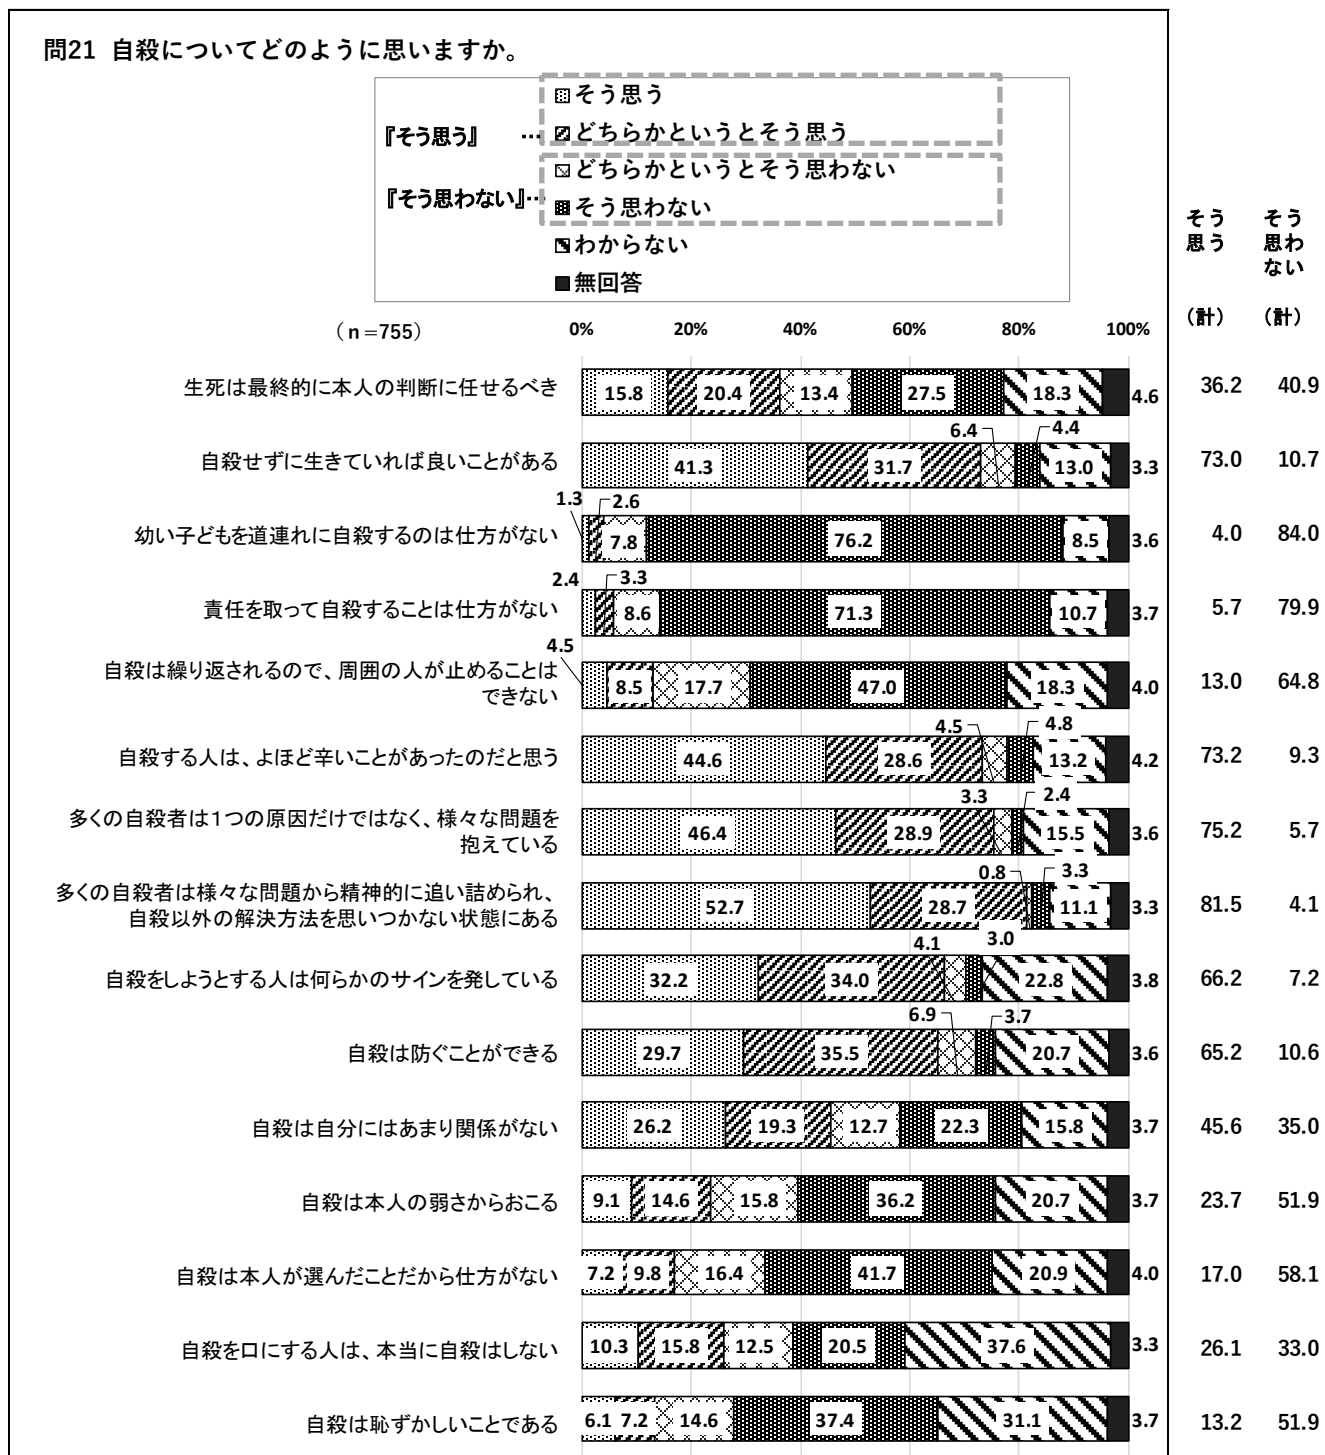 問21 自殺についてどのように思いますか。
そう思う
『そう思う』 … どちらかというとそう思う
どちらかというとそう思わない
『そう思わない』… そう思わない
わからない
無回答
そう思う（計） そう思わない（計）
（n=755） 0% 20% 40% 60% 80% 100%
生死は最終的に本人の判断に任せるべき 15.8 20.4 13.4 27.5 18.3 4.6 36.2 40.9
自殺せずに生きていれば良いことがある 41.3 31.7 6.4 4.4 13.0 3.3 73.0 10.7
幼い子どもを道連れに自殺するのは仕方がない 1.3 2.6 7.8 76.2 8.5 3.6 4.0 84.0
責任を取って自殺することは仕方がない 2.4 3.3 8.6 71.3 10.7 3.7 5.7 79.9
自殺は繰り返されるので、周囲の人が止めることは
できない 4.5 8.5 17.7 47.0 18.3 4.0 13.0 64.8
自殺する人は、よほど辛いことがあったのだと思う 44.6 28.6 4.5 4.8 13.2 4.2 73.2 9.3
多くの自殺者は1つの原因だけではなく、様々な問題を
抱えている 46.4 28.9 3.3 2.4 15.5 3.6 75.2 5.7
多くの自殺者は様々な問題から精神的に追い詰められ、
自殺以外の解決方法を思いつかない状態にある 52.7 28.7 0.8 3.3 11.1 3.3 81.5 4.1
自殺をしようとする人は何らかのサインを発している 32.2 34.0 4.1 3.0 22.8 3.8 66.2 7.2
自殺は防ぐことができる 29.7 35.5 6.9 3.7 20.7 3.6 65.2 10.6
自殺は自分にはあまり関係がない 26.2 19.3 12.7 22.3 15.8 3.7 45.6 35.0
自殺は本人の弱さからおこる 9.1 14.6 15.8 36.2 20.7 3.7 23.7 51.9
自殺は本人が選んだことだから仕方がない 7.2 9.8 16.4 41.7 20.9 4.0 17.0 58.1
自殺を口にする人は、本当に自殺はしない 10.3 15.8 12.5 20.5 37.6 3.3 26.1 33.0
自殺は恥ずかしいことである 6.1 7.2 14.6 37.4 31.1 3.7 13.2 51.9